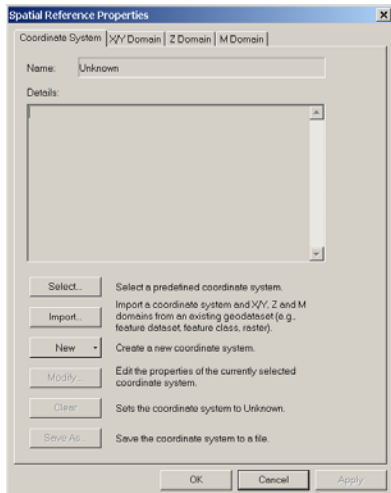 Spatial Reference Properties
Coordinate System X/Y Domain Z Domain M Domain
Name: Unknown
Details:
Select... Select a predefined coordinate system.
Import a coordinate system and X/Y, Z and M
Import... domains from an existing geodataset (e.g.,
feature dataset, feature class, raster).
New Create a new coordinate system.
Edit the properties of the currently selected
Modify... coordinate system.
Clear Sets the coordinate system to Unknown.
Save As... Save the coordinate system to a file.
OK Cancel Apply